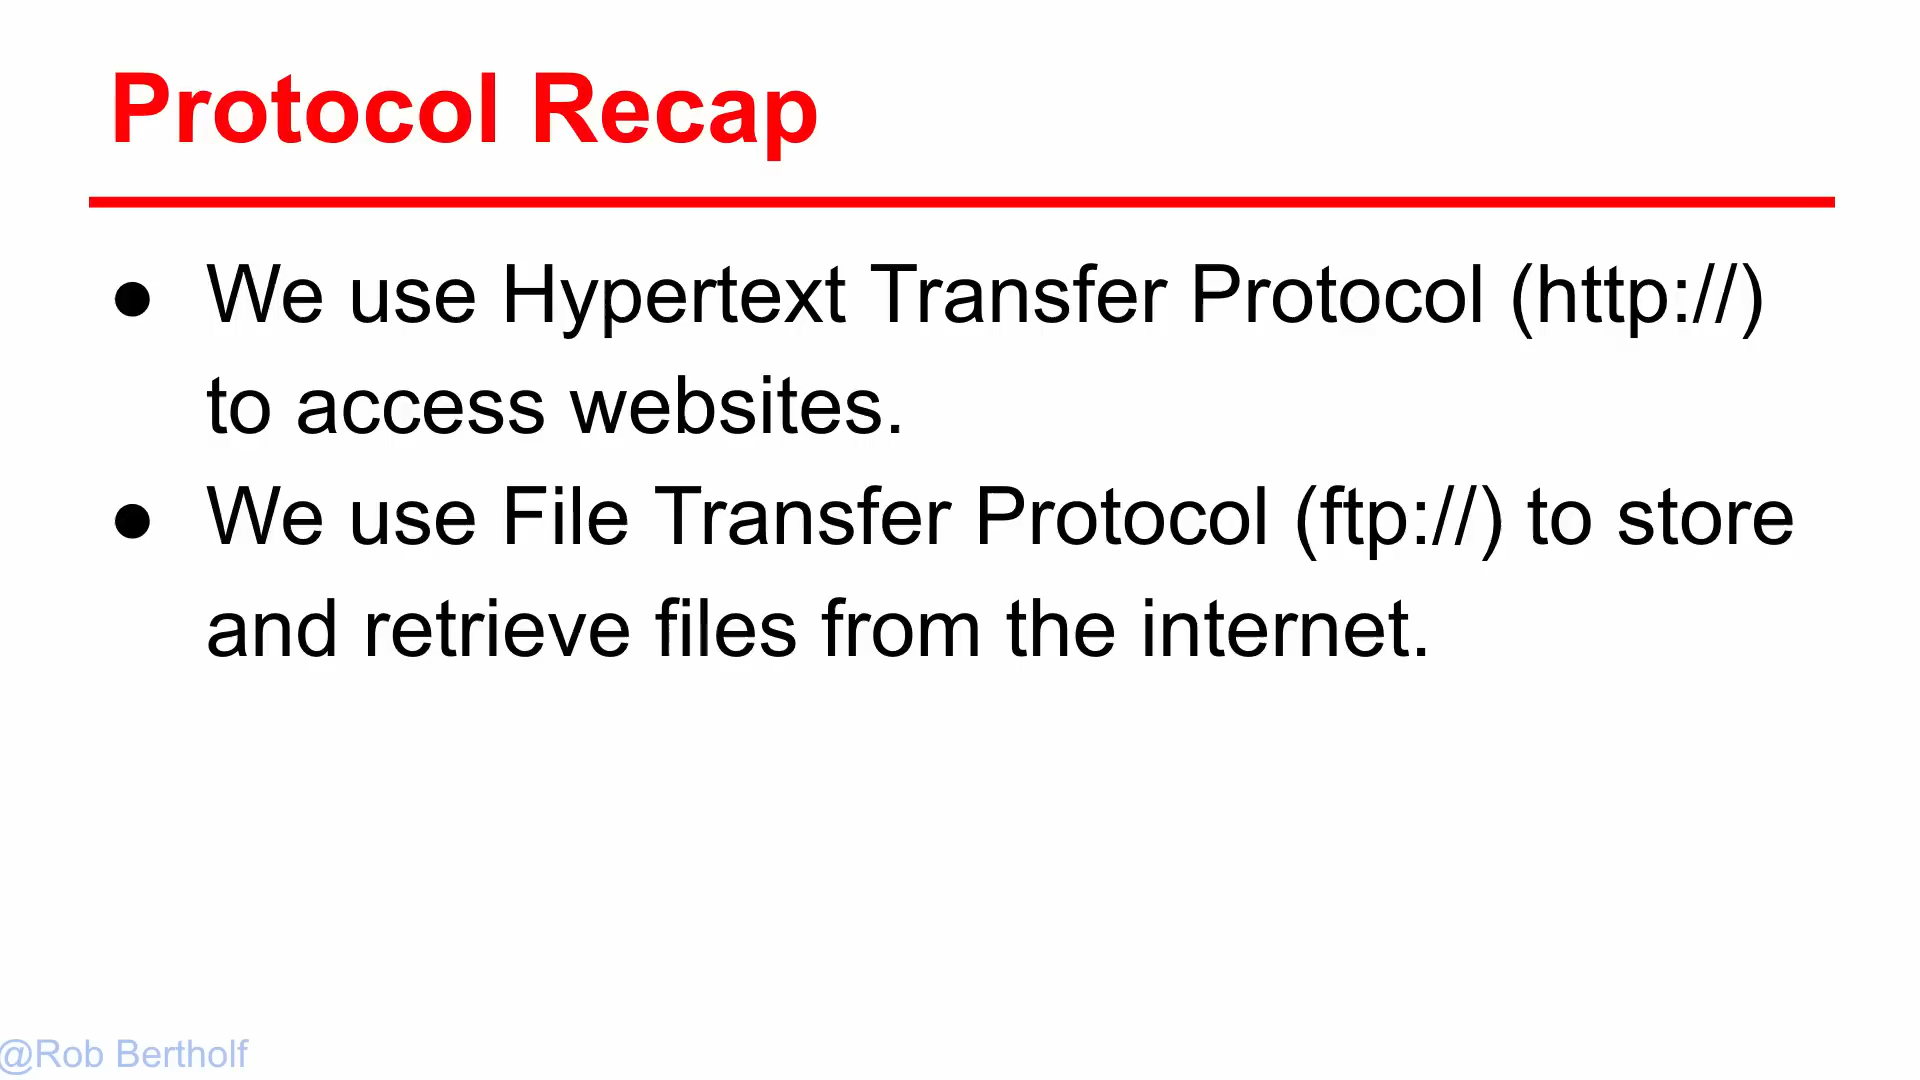 Protocol Recap
● We use Hypertext Transfer Protocol (http://)
to access websites.
● We use File Transfer Protocol (ftp://) to store
and retrieve files from the internet.
@Rob Bertholf